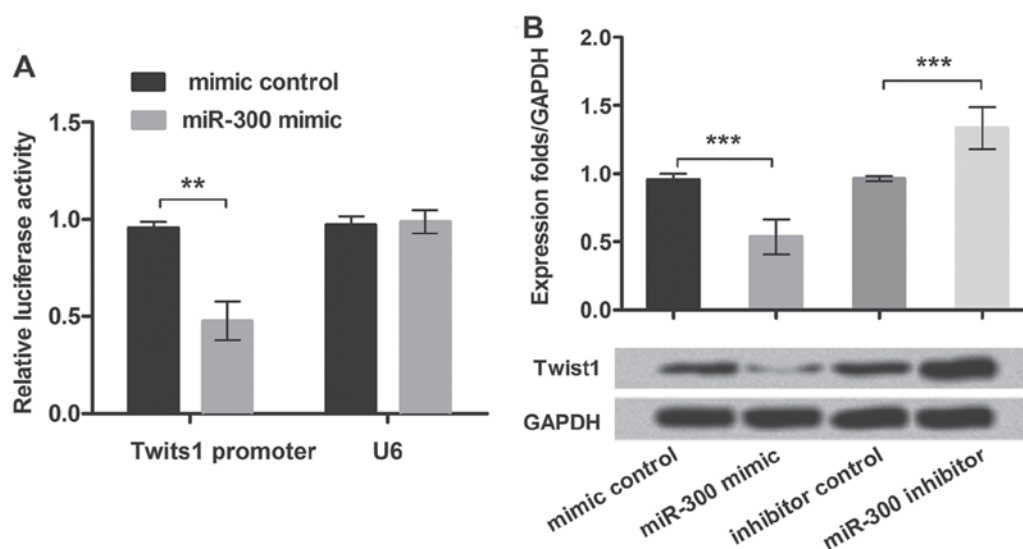 A
mimic control
miR-300 mimic
Relative luciferase activity
1.5
1.0
0.5
0.0
**
Twits1 promoter
U6
B
Expression folds/GAPDH
2.0
1.5
1.0
0.5
0.0
***
***
Twist1
GAPDH
mimic control
miR-300 mimic
inhibitor control
miR-300 inhibitor